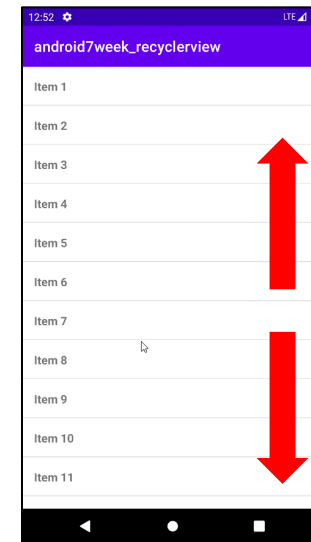 12:52 LTE
android7week_recyclerview
Item 1
Item 2
Item 3
Item 4
Item 5
Item 6
Item 7
Item 8
Item 9
Item 10
Item 11